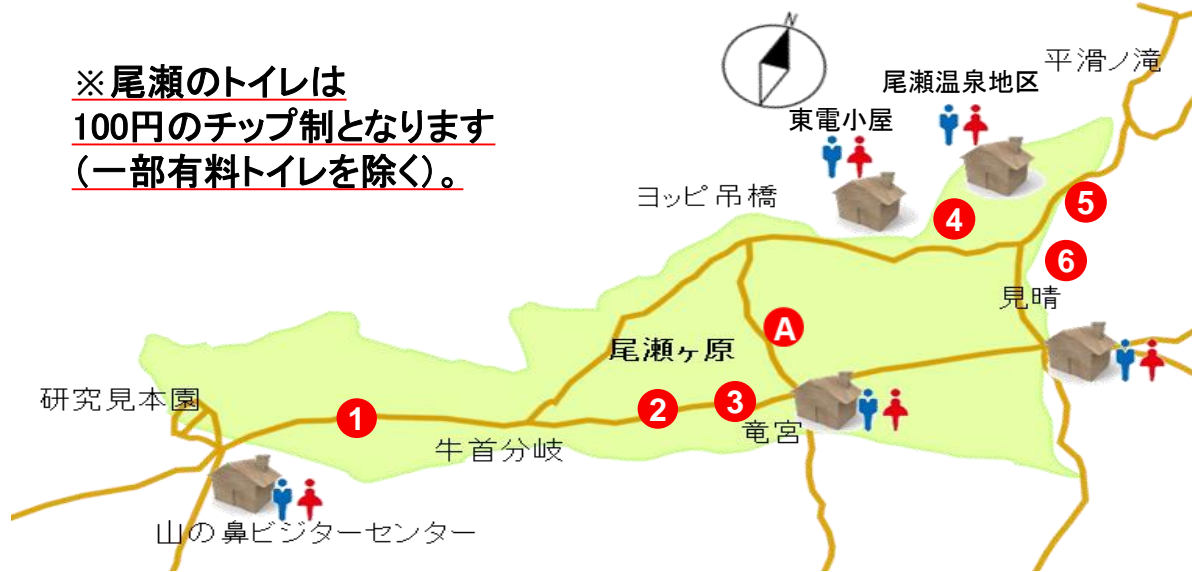 ※尾瀬のトイレは
100円のチップ制となります
（一部有料トイレを除く）。
N
平滑ノ滝
尾瀬温泉地区
東電小屋
ヨッピ吊橋
4
5
6
見晴
A
尾瀬ヶ原
研究見本園
1
2
3
竜宮
牛首分岐
山の鼻ビジターセンター